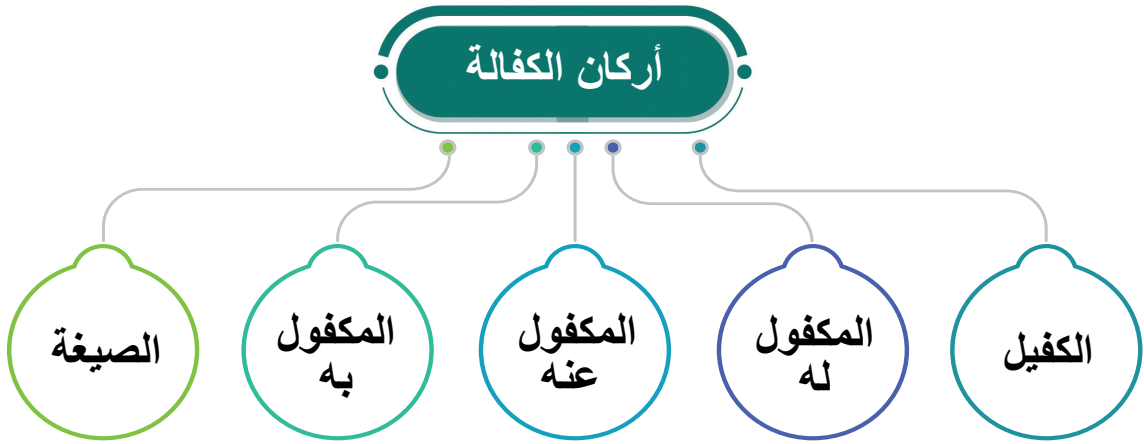 أركان الكفالة
الكفيل
المكفول
له
المكفول
عنه
المكفول
به
الصيغة